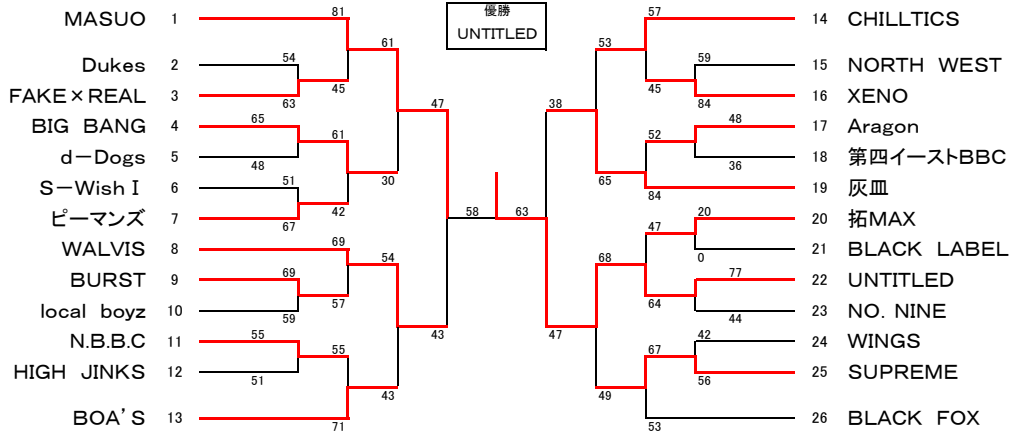 優勝
UNTITLED
MASUO 1
Dukes 2
FAKE×REAL 3
BIG BANG 4
d－Dogs 5
S－Wish I 6
ピーマンズ 7
WALVIS 8
BURST 9
local boyz 10
N.B.B.C 11
HIGH JINKS 12
BOA'S 13
81
54
63
45
61
65
48
61
51
67
42
30
47
69
69
59
57
54
55
51
55
71
43
43
58
63
38
47
53
65
57
45
59
84
52
84
48
36
68
49
47
64
20
0
77
44
67
53
42
56
14 CHILLTICS
15 NORTH WEST
16 XENO
17 Aragon
18 第四イーストBBC
19 灰皿
20 拓MAX
21 BLACK LABEL
22 UNTITLED
23 NO. NINE
24 WINGS
25 SUPREME
26 BLACK FOX